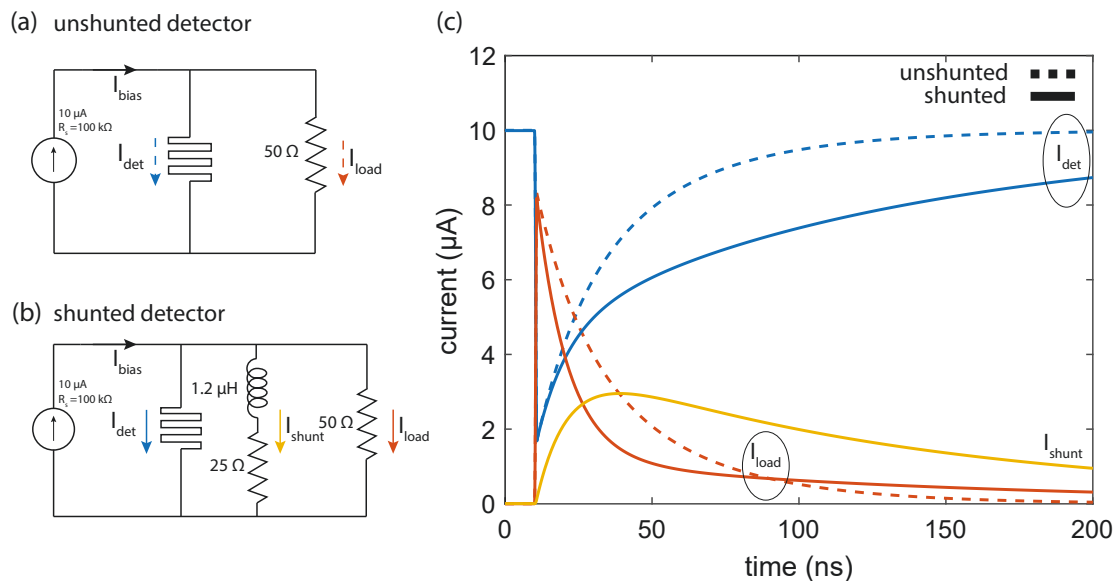 (a) unshunted detector
I_bias
10 µA
R_s =100 kΩ
I_det
50 Ω
I_load
(b) shunted detector
I_bias
10 µA
R_s =100 kΩ
1.2 µH
I_det
I_shunt
50 Ω
I_load
25 Ω
(c)
unshunted
shunted
I_det
I_load
I_shunt
12
10
8
6
4
2
0
current (µA)
0
50
100
150
200
time (ns)